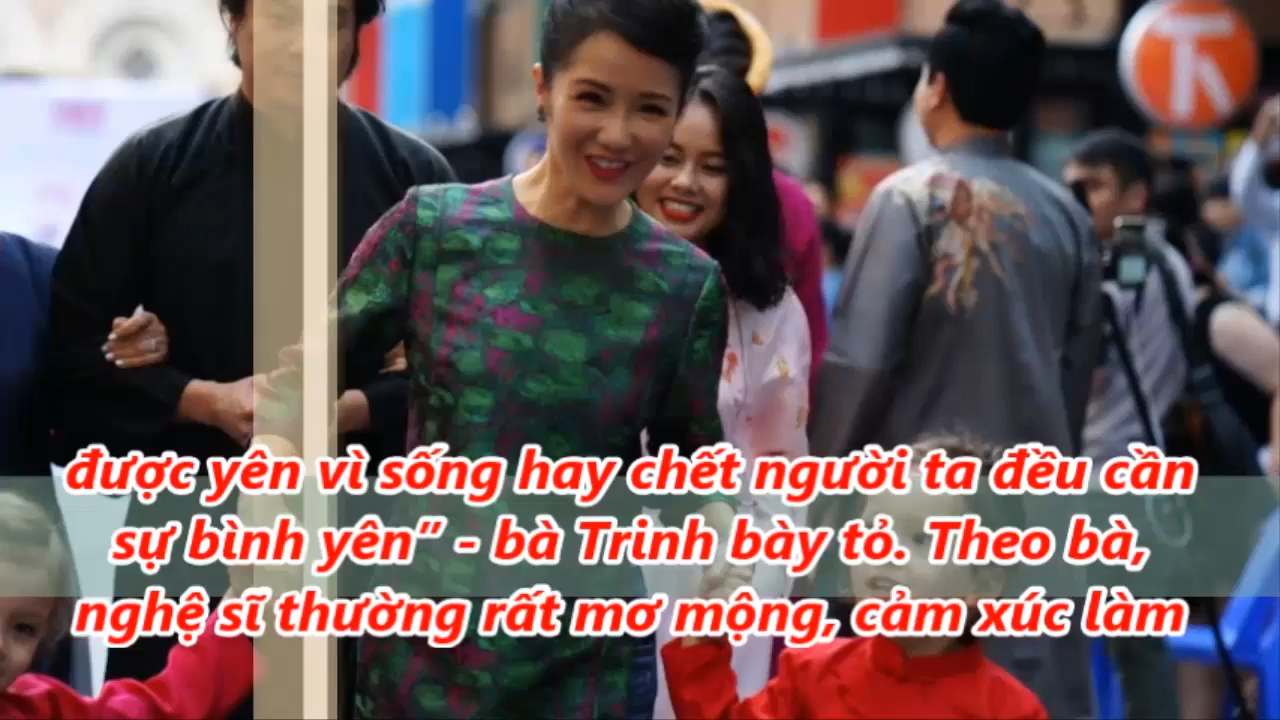 được yên vì sống hay chết người ta đều cần
sự bình yên” - bà Trinh bày tỏ. Theo bà,
nghệ sĩ thường rất mơ mộng, cảm xúc làm